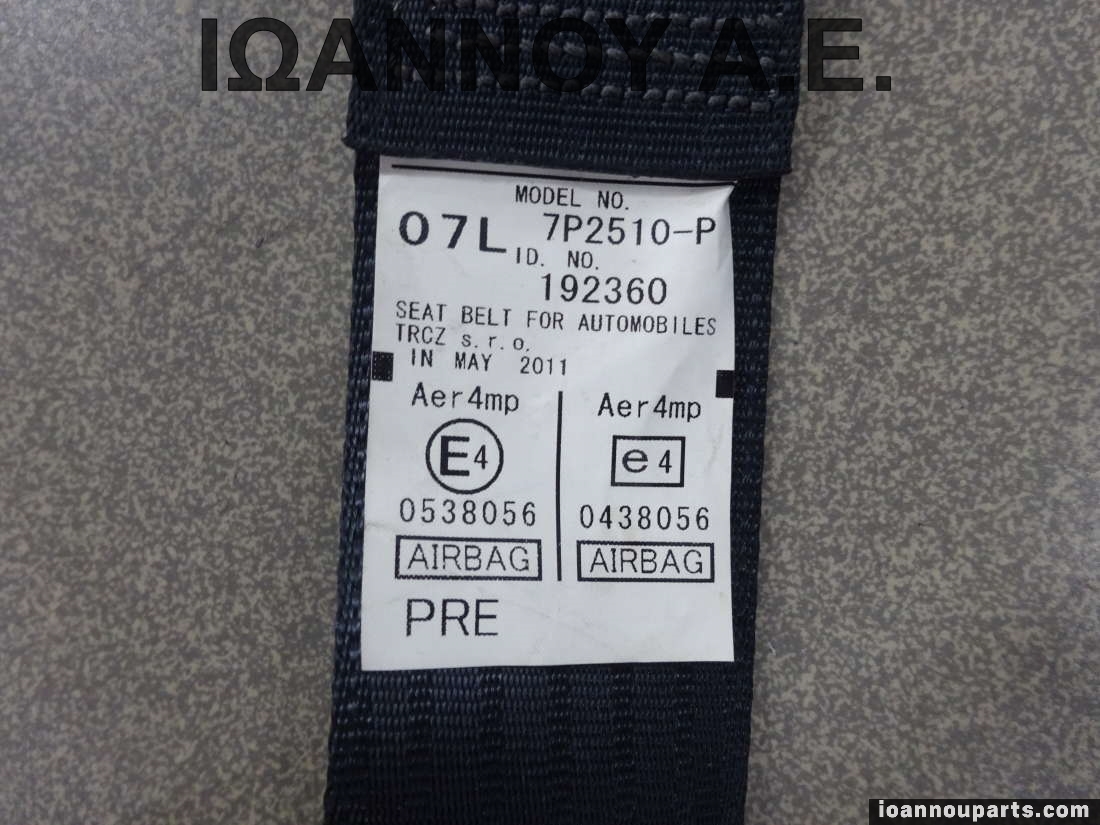 ΙΩΑΝΝΟΥ Α.Ε.
MODEL NO.
07L 7P2510-P
ID. NO.
192360
SEAT BELT FOR AUTOMOBILES
TRCZ s.r.o.
IN MAY 2011
Aer4mp Aer4mp
E4 e4
0538056 0438056
AIRBAG AIRBAG
PRE
ioannouparts.com